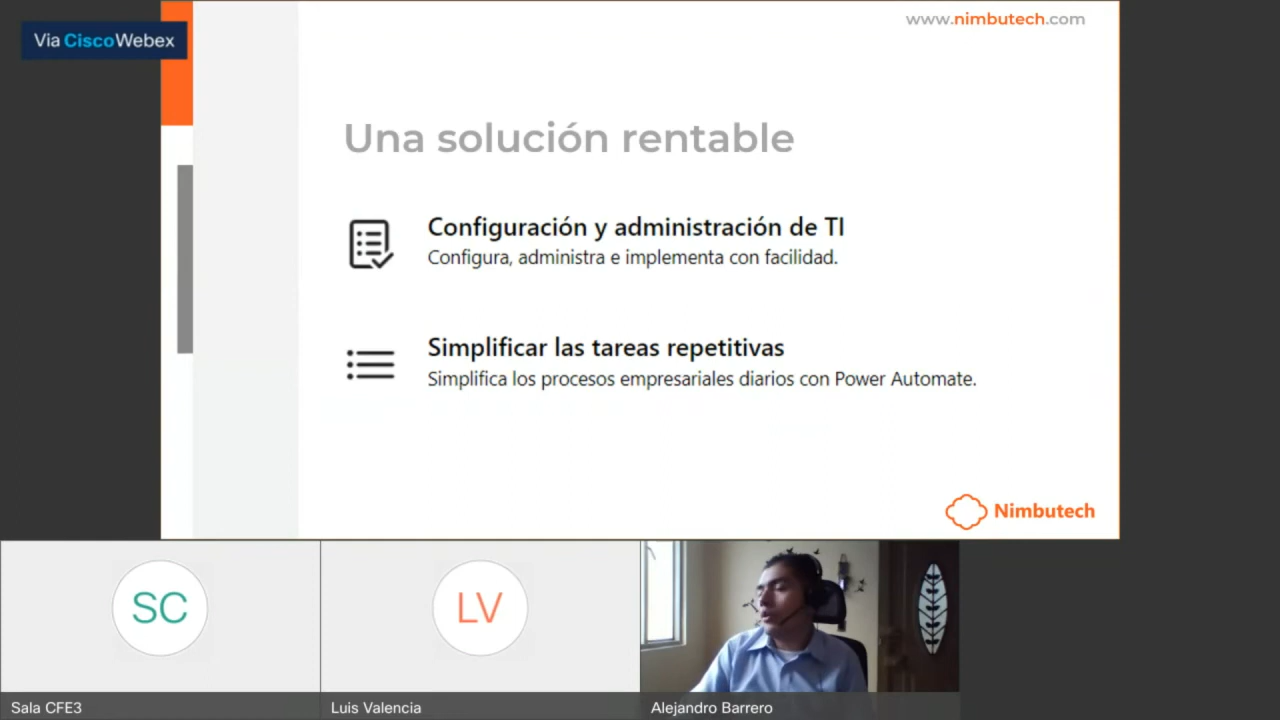 Vía CiscoWebex
www.nimbutech.com
Una solución rentable
Configuración y administración de TI
Configura, administra e implementa con facilidad.
Simplificar las tareas repetitivas
Simplifica los procesos empresariales diarios con Power Automate.
Nimbutech
SC
LV
Sala CFE3
Luis Valencia
Alejandro Barrero